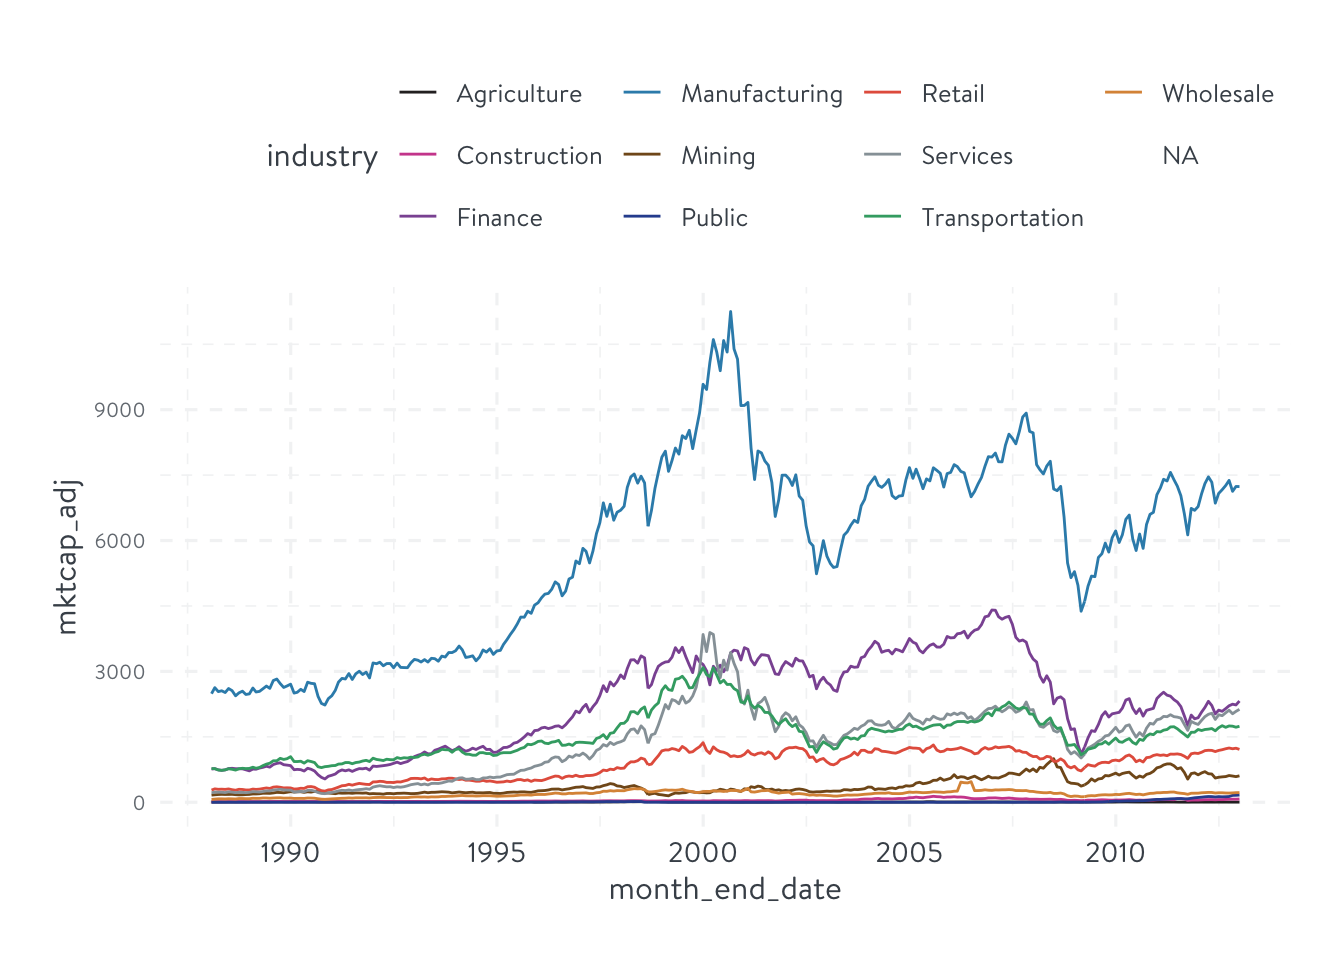 Agriculture Manufacturing Retail Wholesale
industry Construction Mining Services NA
Finance Public Transportation
9000
6000
3000
0
mktcap_adj
1990 1995 2000 2005 2010
month_end_date